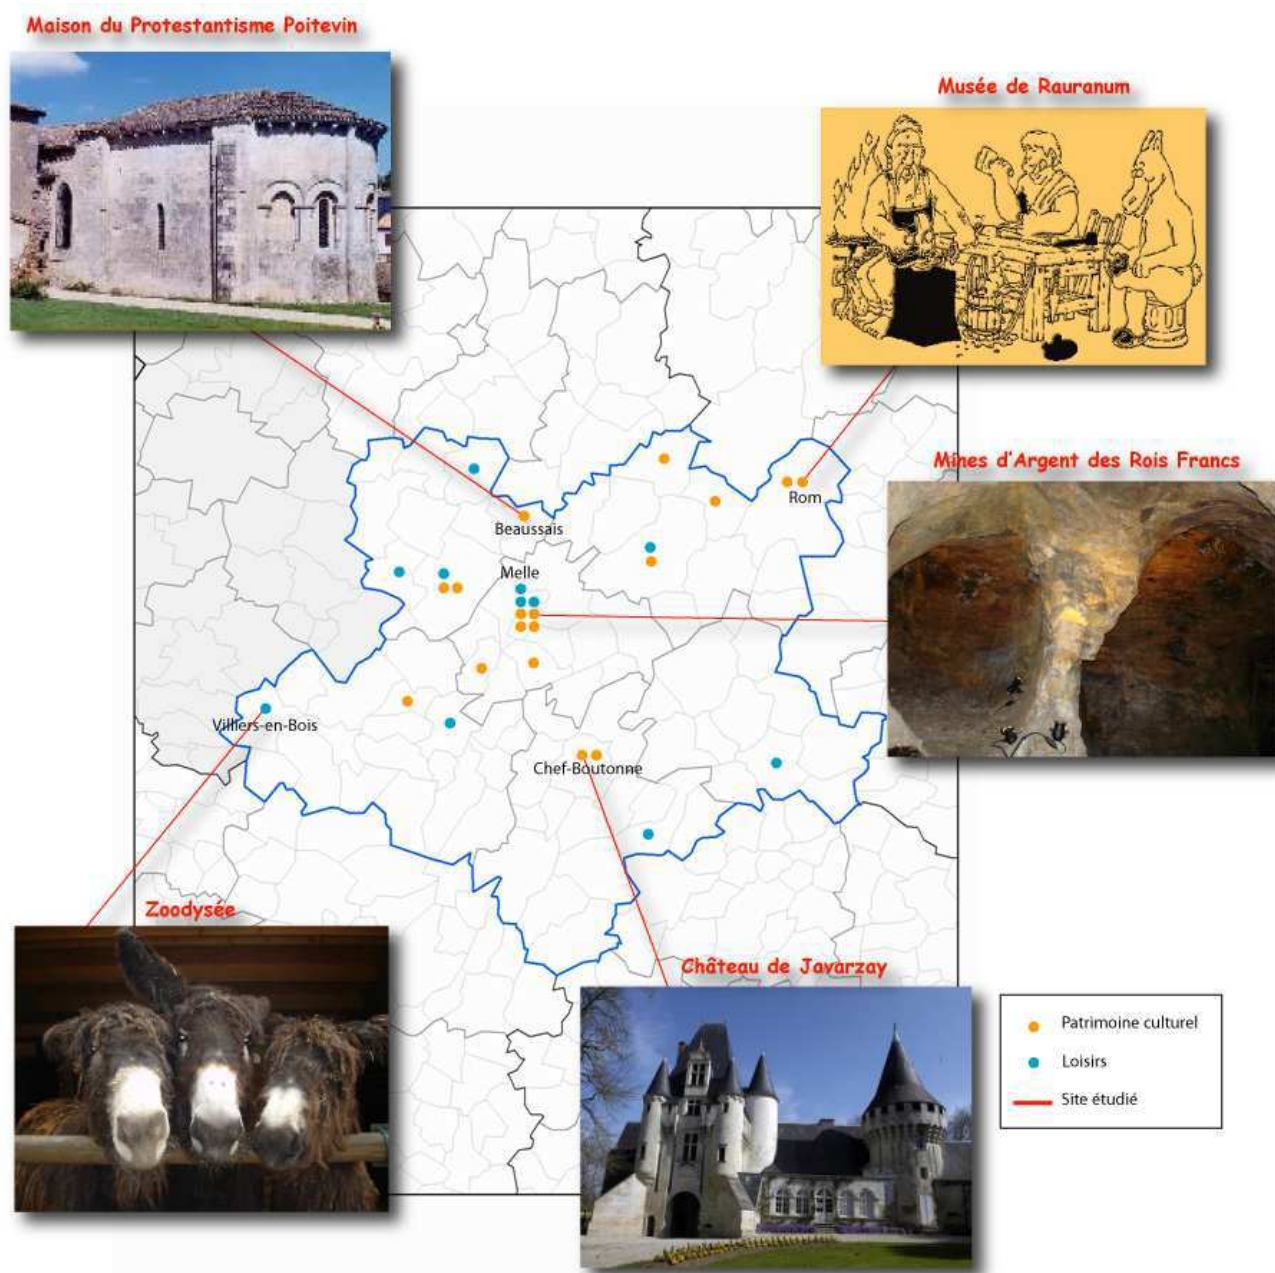 Maison du Protestantisme Poitevin
Musée de Rauranum
Mines d'Argent des Rois Francs
Rom
Beaussais
Melle
Villiers-en-Bois
Chef-Boutonne
Zoodysée
Château de Javarzay
Patrimoine culturel
Loisirs
Site étudié